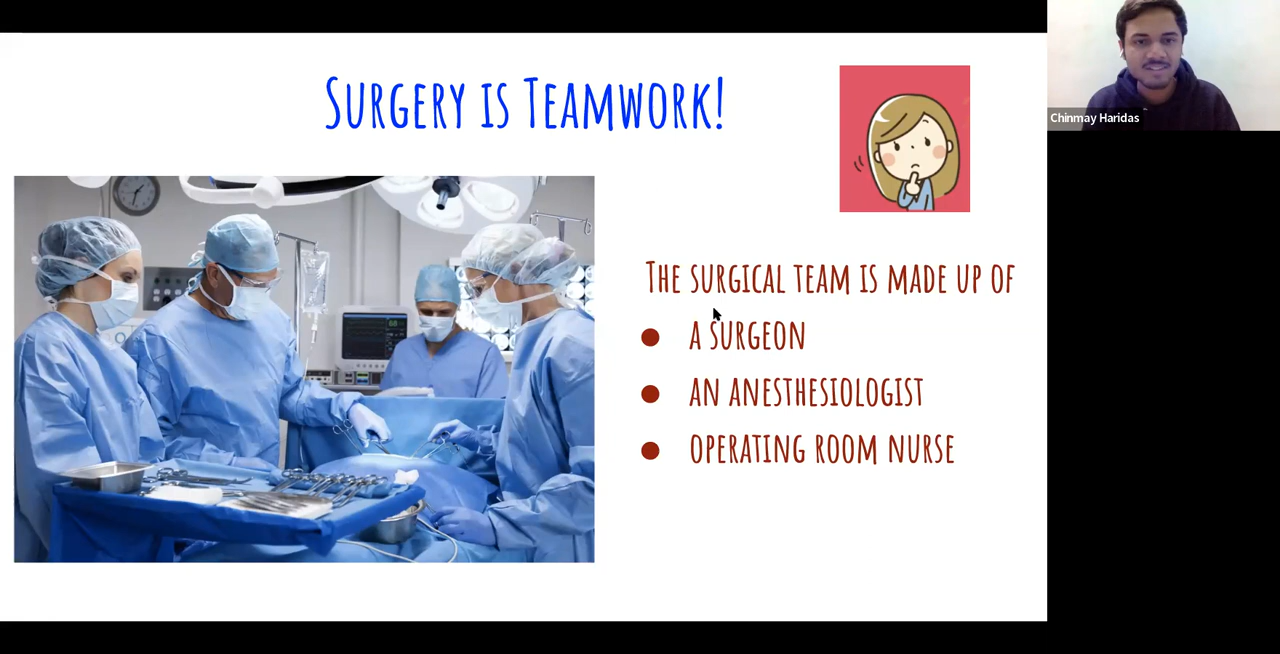 Surgery is Teamwork!
Chinmay Haridas
The surgical team is made up of
a surgeon
an anesthesiologist
operating room nurse